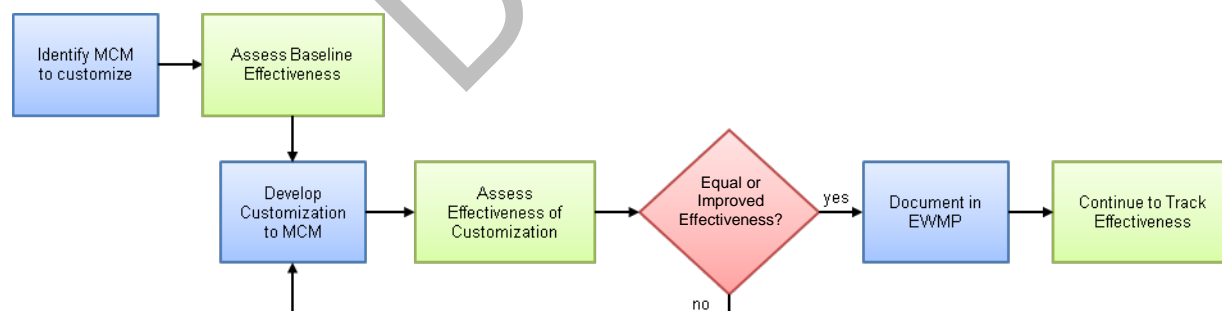 Identify MCM
to customize
Assess Baseline
Effectiveness
Develop
Customization
to MCM
Assess
Effectiveness of
Customization
Equal or
Improved
Effectiveness?
yes
Document in
EWMP
Continue to Track
Effectiveness
no